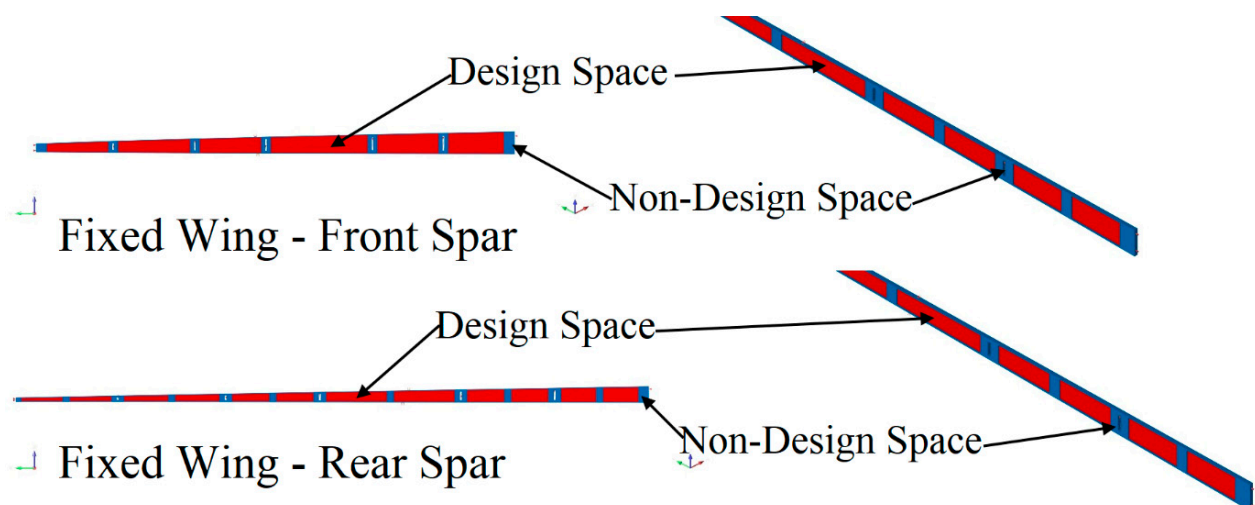 Design Space
Non-Design Space
Fixed Wing - Front Spar
Design Space
Non-Design Space
Fixed Wing - Rear Spar